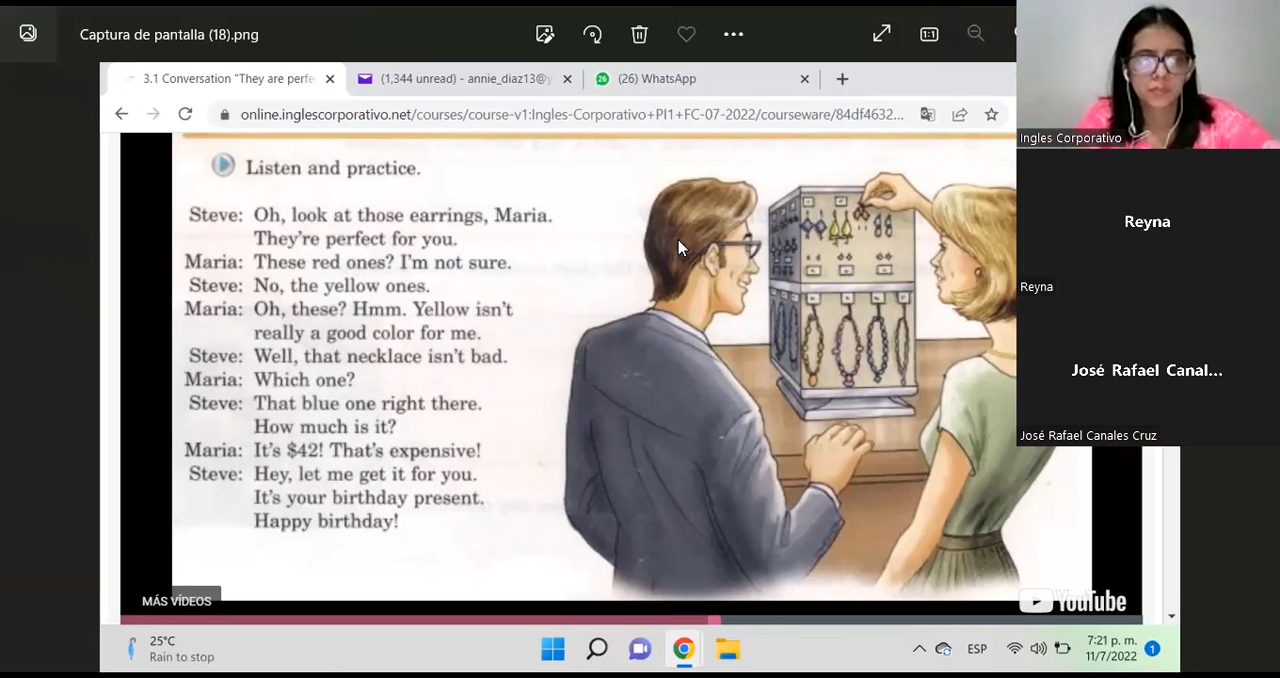 Captura de pantalla (18).png
1:1
3.1 Conversation "They are perfe
(1,344 unread) - annie_diaz13@y
(26) WhatsApp
online.inglescorporativo.net/courses/course-v1:Ingles-Corporativo+PI1+FC-07-2022/courseware/84df4632...
Listen and practice.
Steve: Oh, look at those earrings, Maria.
They're perfect for you.
Maria: These red ones? I'm not sure.
Steve: No, the yellow ones.
Maria: Oh, these? Hmm. Yellow isn't
really a good color for me.
Steve: Well, that necklace isn't bad.
Maria: Which one?
Steve: That blue one right there.
How much is it?
Maria: It's $42! That's expensive!
Steve: Hey, let me get it for you.
It's your birthday present.
Happy birthday!
MÁS VÍDEOS
YouTube
25°C
Rain to stop
ESP
7:21 p. m.
11/7/2022
1
Ingles Corporativo
Reyna
Reyna
José Rafael Canal...
José Rafael Canales Cruz